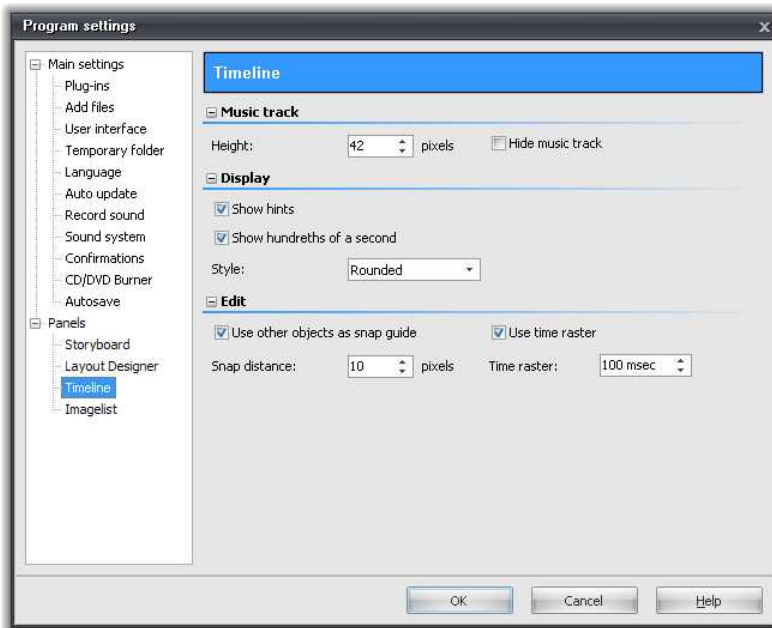 Program settings
x
Main settings
Plug-ins
Add files
User interface
Temporary folder
Language
Auto update
Record sound
Sound system
Confirmations
CD/DVD Burner
Autosave
Panels
Storyboard
Layout Designer
Timeline
Imagelist
Timeline
Music track
Height: 42 pixels Hide music track
Display
Show hints
Show hundreths of a second
Style: Rounded
Edit
Use other objects as snap guide Use time raster
Snap distance: 10 pixels Time raster: 100 msec
OK Cancel Help